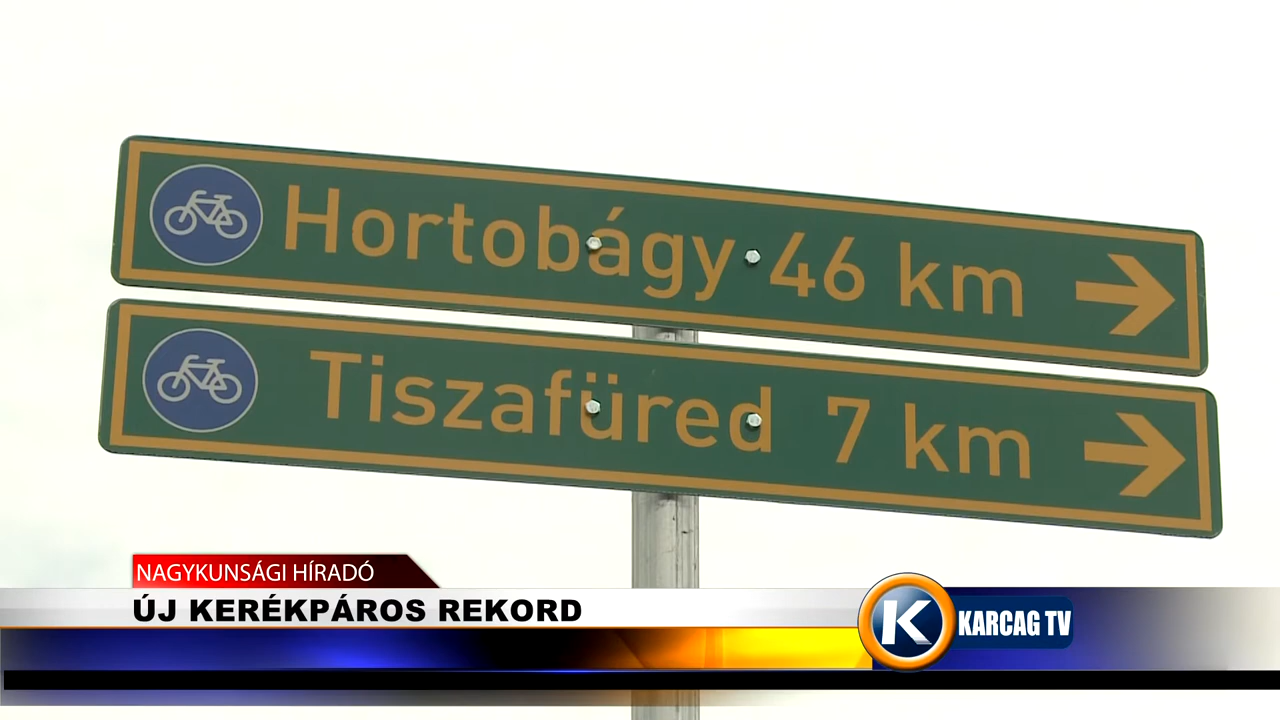 Hortobágy 46 km
Tiszafüred 7 km
NAGYKUNSÁGI HÍRADÓ
ÚJ KERÉKPÁROS REKORD
K KARCAG TV